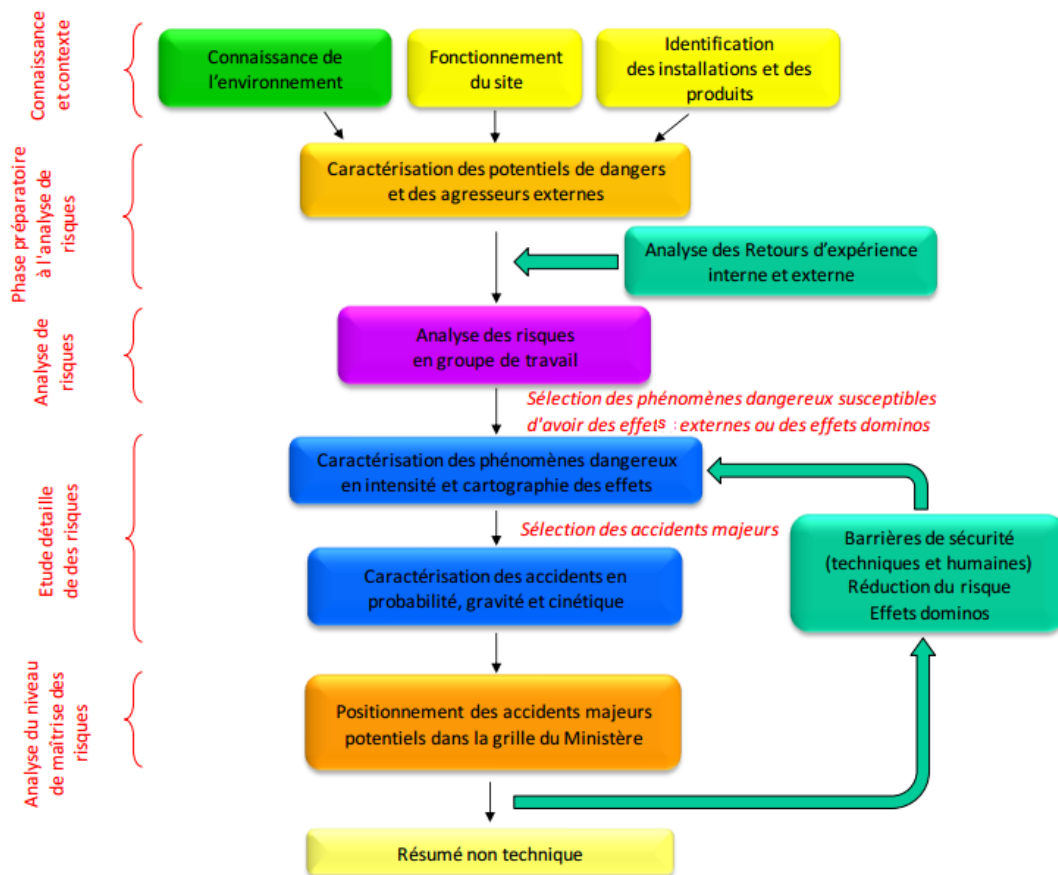 Connaissance
et contexte
Connaissance de
l'environnement
Fonctionnement
du site
Identification
des installations et des
produits
Phase préparatoire
à l'analyse de
risques
Caractérisation des potentiels de dangers
et des agresseurs externes
Analyse des Retours d'expérience
interne et externe
Analyse de
risques
Analyse des risques
en groupe de travail
Sélection des phénomènes dangereux susceptibles
d'avoir des effets : externes ou des effets dominos
Etude détaille
de des risques
Caractérisation des phénomènes dangereux
en intensité et cartographie des effets
Sélection des accidents majeurs
Caractérisation des accidents en
probabilité, gravité et cinétique
Barrières de sécurité
(techniques et humaines)
Réduction du risque
Effets dominos
Analyse du niveau
de maîtrise des
risques
Positionnement des accidents majeurs
potentiels dans la grille du Ministère
Résumé non technique